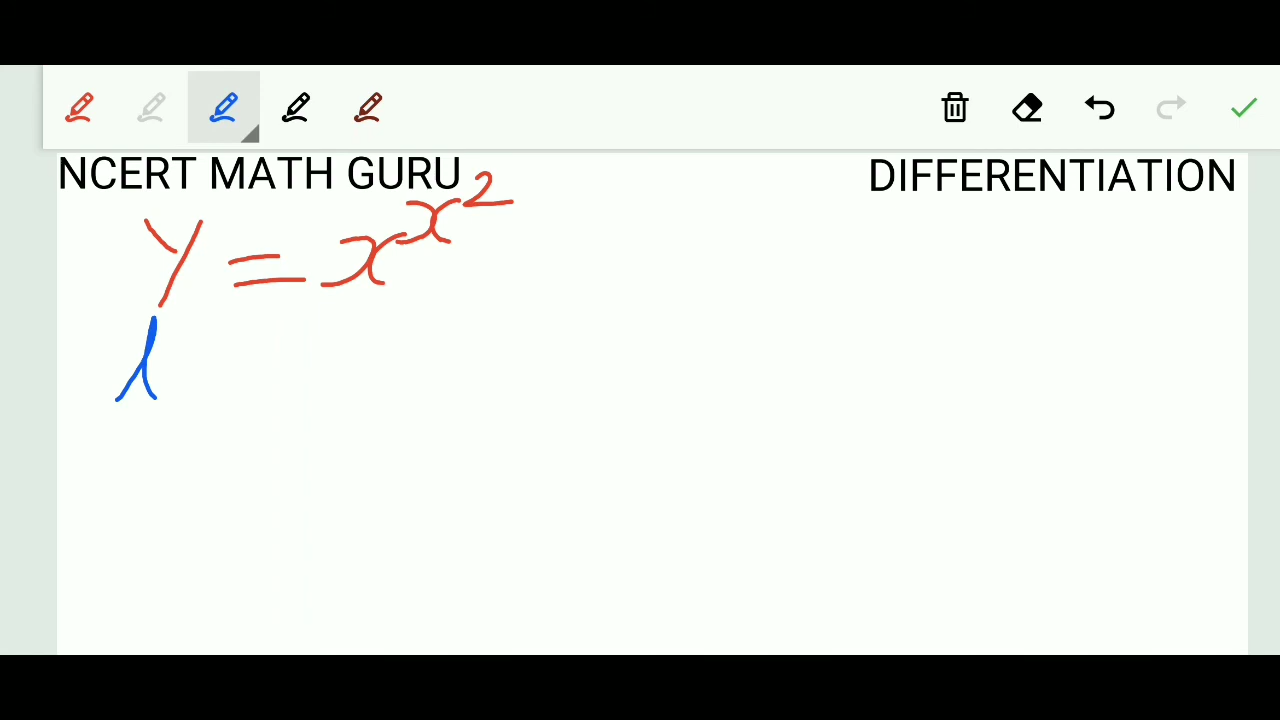 NCERT MATH GURU DIFFERENTIATION
y = x^x^2
l